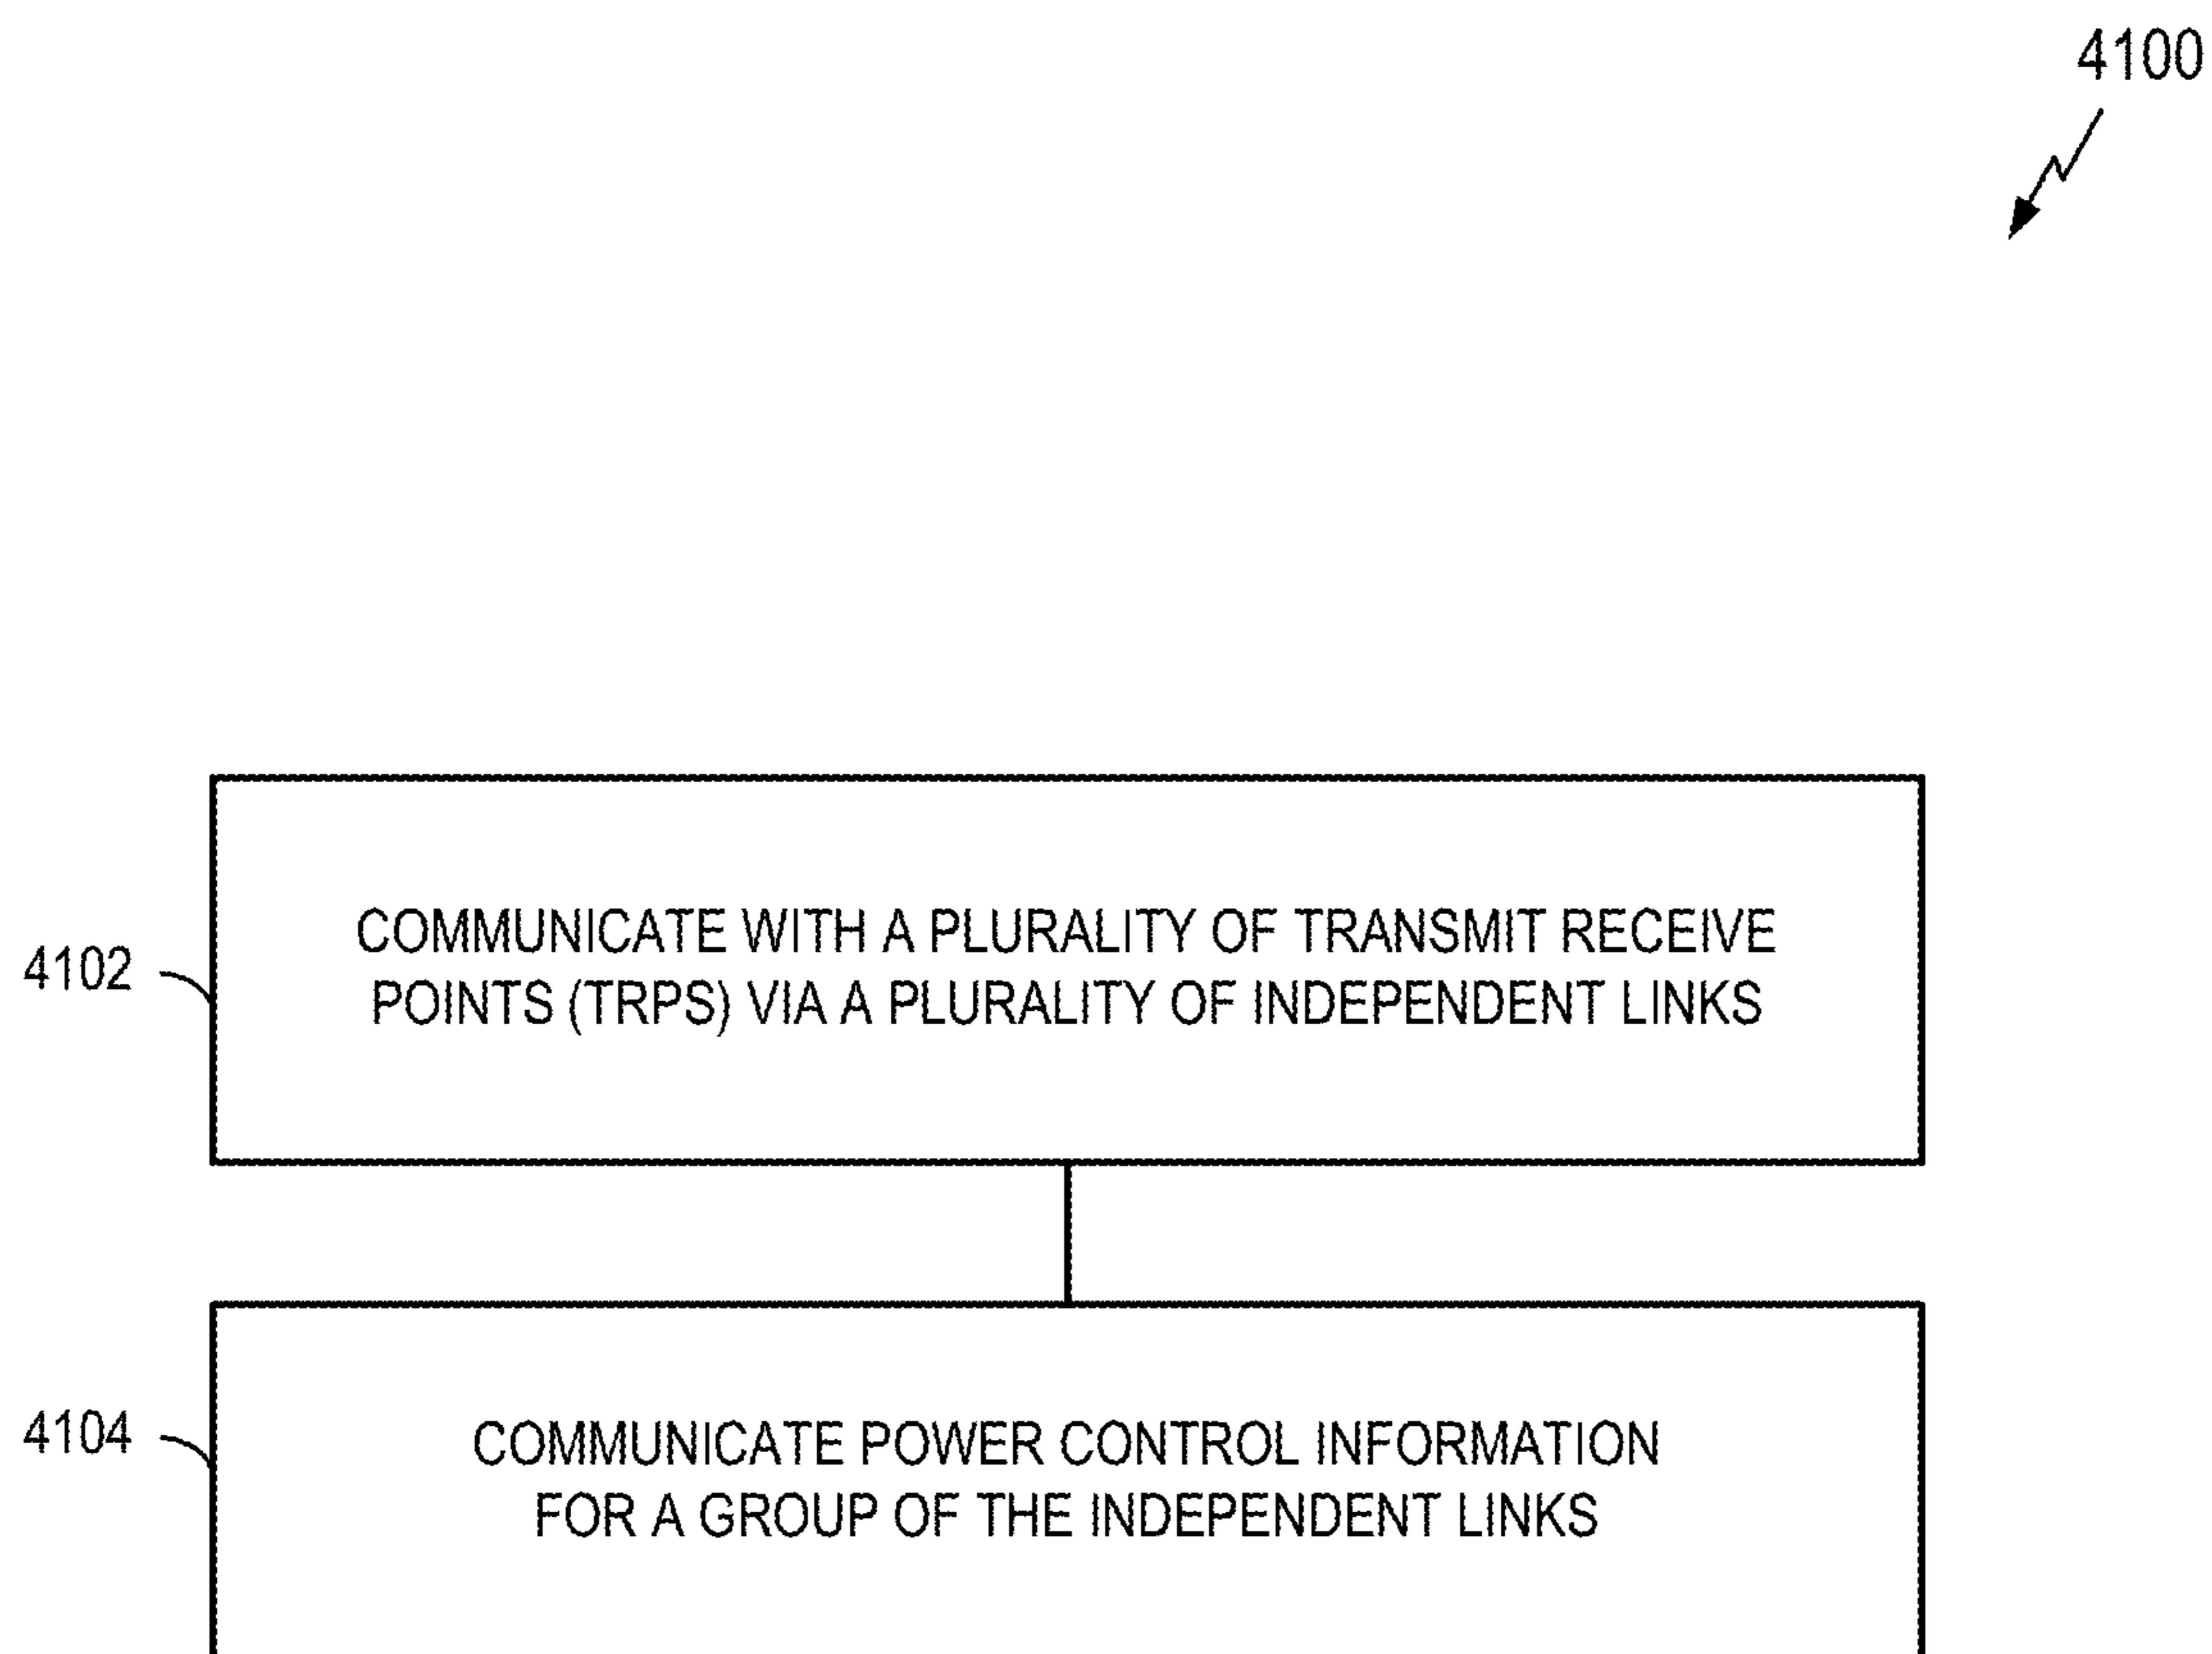 4100
4102
COMMUNICATE WITH A PLURALITY OF TRANSMIT RECEIVE
POINTS (TRPS) VIA A PLURALITY OF INDEPENDENT LINKS
4104
COMMUNICATE POWER CONTROL INFORMATION
FOR A GROUP OF THE INDEPENDENT LINKS